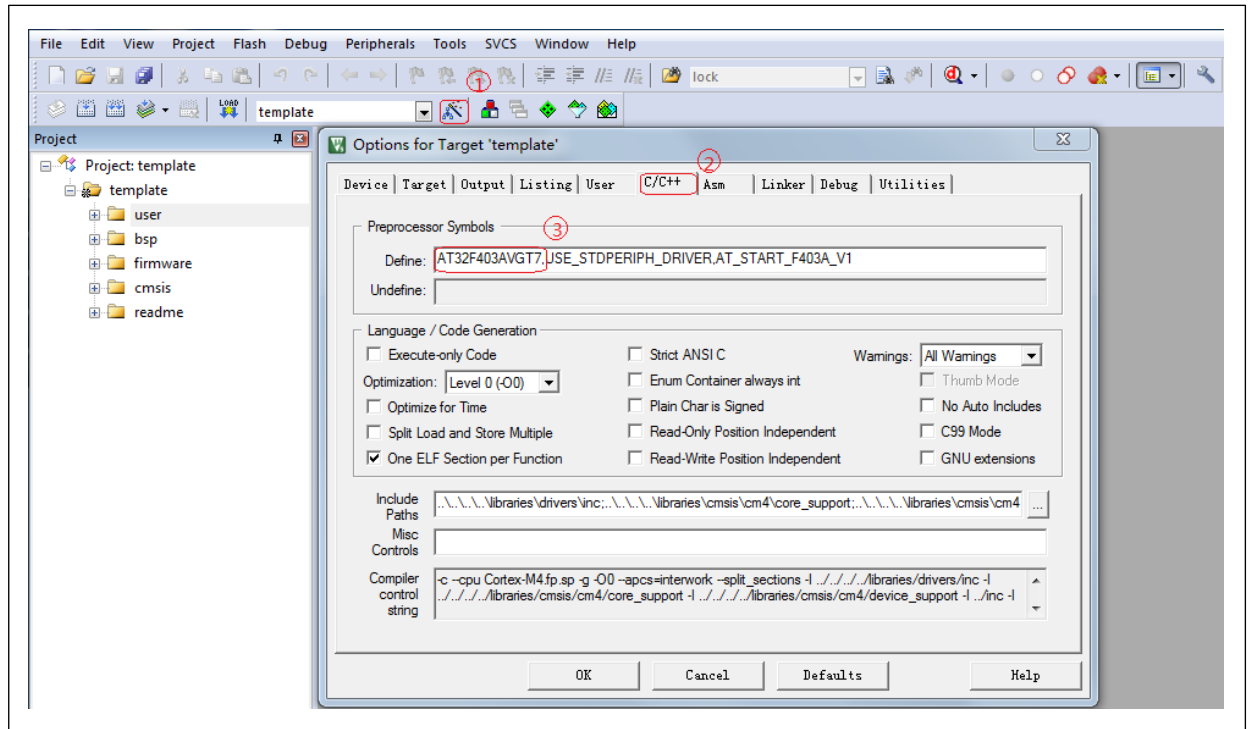 File Edit View Project Flash Debug Peripherals Tools SVCS Window Help
① lock
LOAD template
Project
Project: template
template
user
bsp
firmware
cmsis
readme
Options for Target 'template'
②
Device Target Output Listing User C/C++ Asm Linker Debug Utilities
Preprocessor Symbols ③
Define: AT32F403AVGT7,USE_STDPERIPH_DRIVER,AT_START_F403A_V1
Undefine:
Language / Code Generation
Execute-only Code Strict ANSI C Warnings: All Warnings
Optimization: Level 0 (-O0) Enum Container always int Thumb Mode
Optimize for Time Plain Char is Signed No Auto Includes
Split Load and Store Multiple Read-Only Position Independent C99 Mode
One ELF Section per Function Read-Write Position Independent GNU extensions
Include Paths ..\..\..\..\libraries\drivers\inc;..\..\..\..\libraries\cmsis\cm4\core_support;..\..\..\..\libraries\cmsis\cm4 ...
Misc Controls
Compiler control string -c --cpu Cortex-M4.fp.sp -g -O0 --apcs=interwork --split_sections -I ../../../../libraries/drivers/inc -I
../../../../libraries/cmsis/cm4/core_support -I ../../../../libraries/cmsis/cm4/device_support -I ../inc -I
OK Cancel Defaults Help